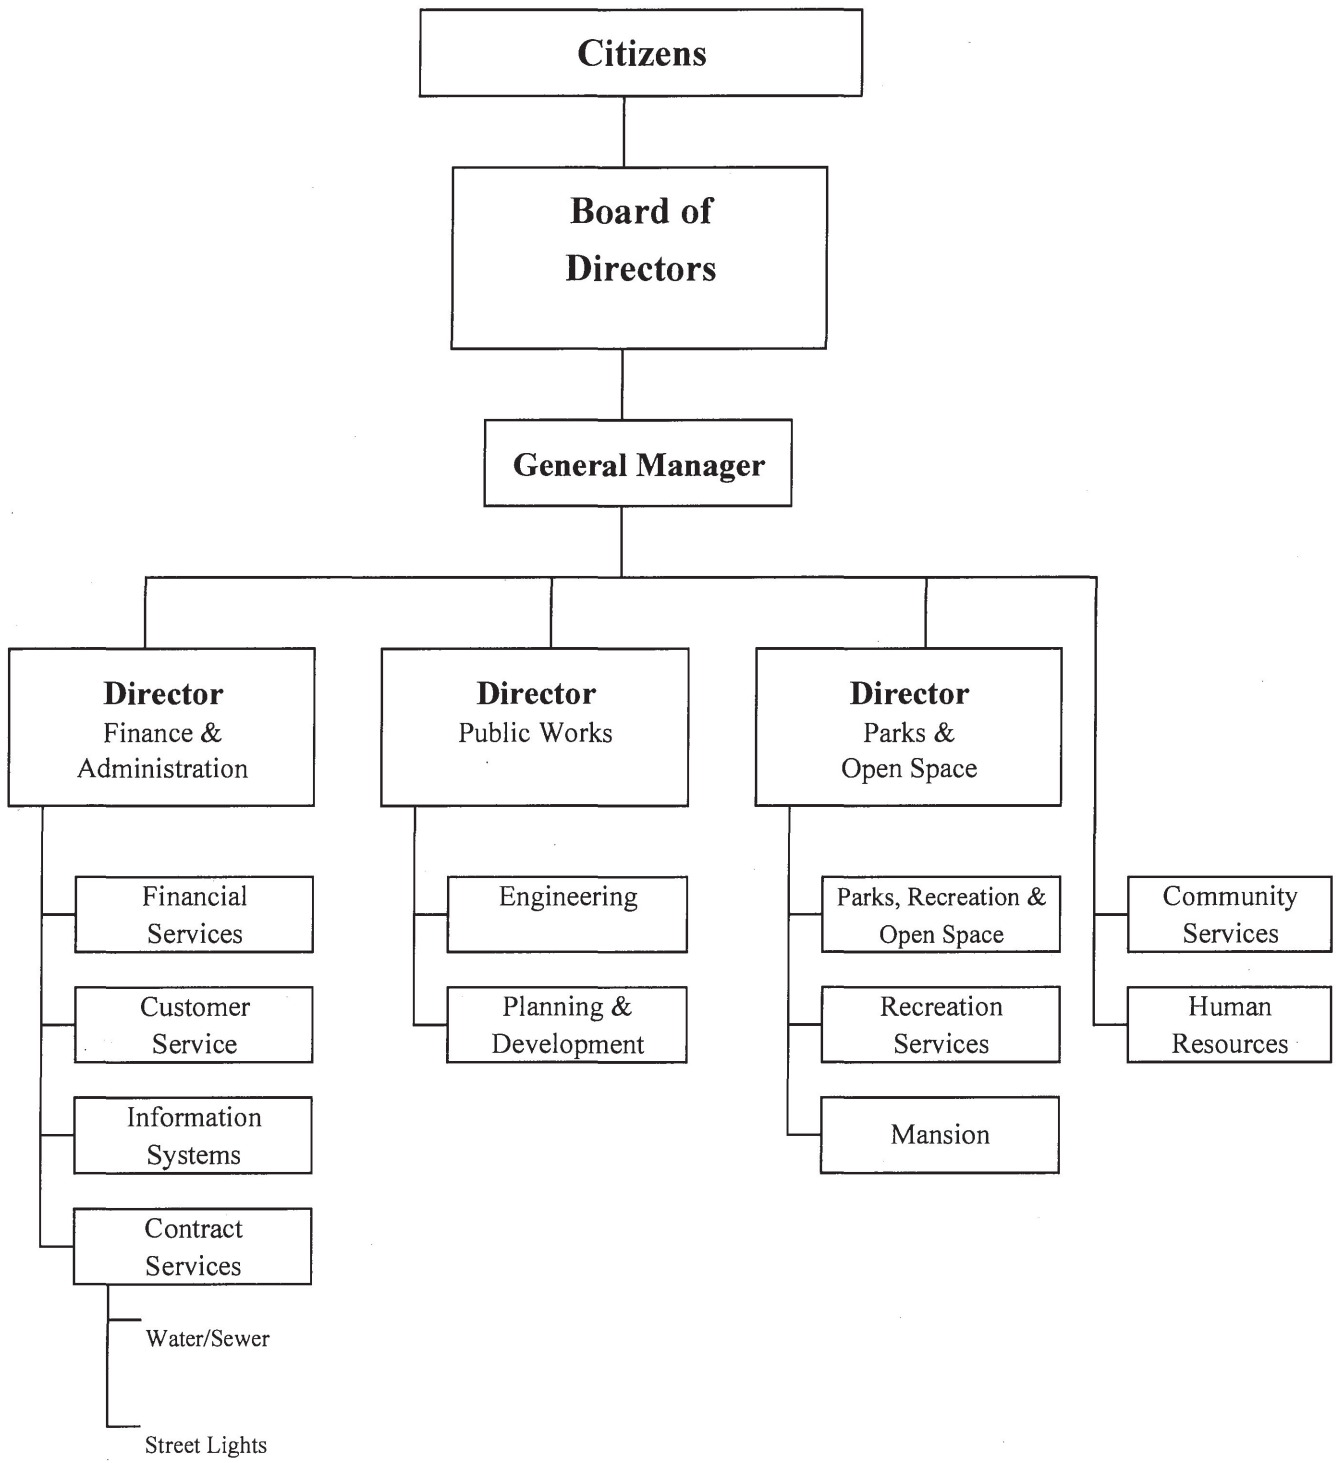 Citizens
Board of
Directors
General Manager
Director
Finance &
Administration
Director
Public Works
Director
Parks &
Open Space
Financial
Services
Customer
Service
Information
Systems
Contract
Services
Water/Sewer
Street Lights
Engineering
Planning &
Development
Parks, Recreation &
Open Space
Recreation
Services
Mansion
Community
Services
Human
Resources